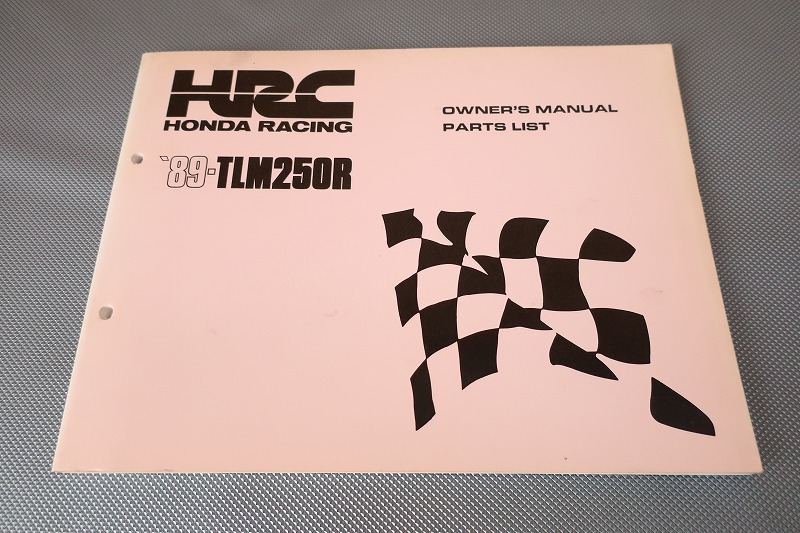 HRC
HONDA RACING
'89-TLM250R
OWNER'S MANUAL
PARTS LIST